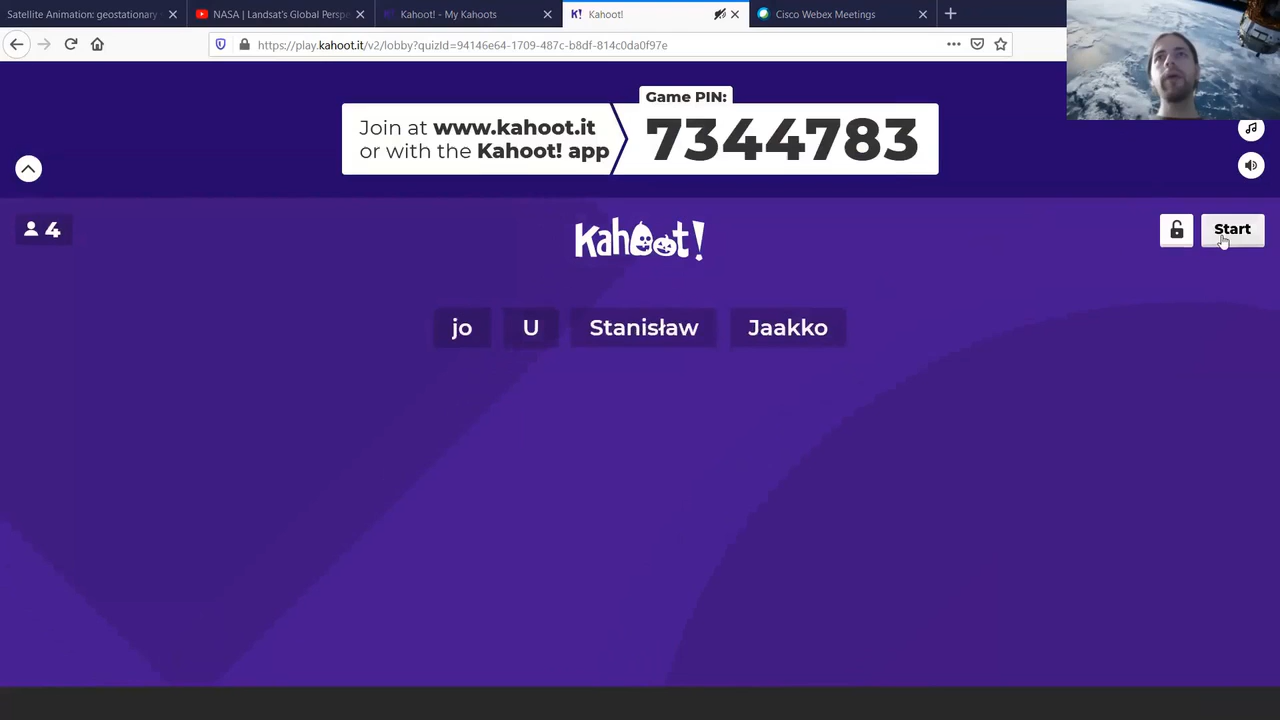 Satellite Animation: geostationary
NASA | Landsat's Global Perspe
Kahoot! - My Kahoots
K! Kahoot!
Cisco Webex Meetings
https://play.kahoot.it/v2/lobby?quizId=94146e64-1709-487c-b8df-814c0da0f97e
Game PIN:
Join at www.kahoot.it
or with the Kahoot! app
7344783
4
Kahoot!
Start
jo
U
Stanisław
Jaakko